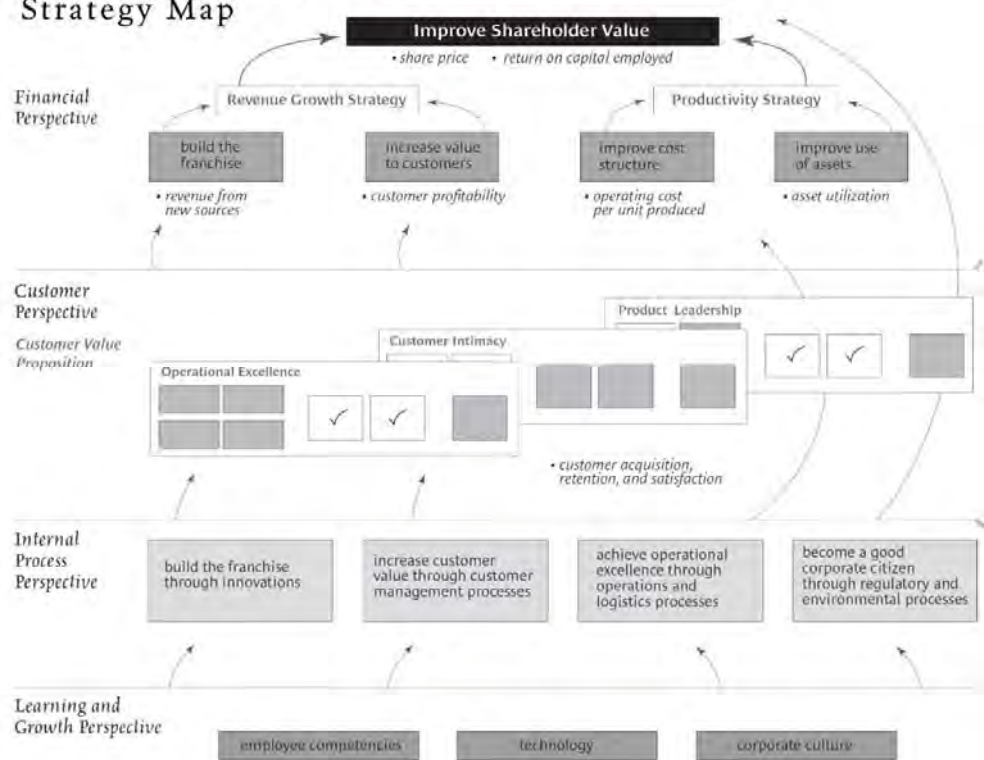 Strategy Map
Improve Shareholder Value
• share price • return on capital employed
Financial
Perspective
Revenue Growth Strategy
Productivity Strategy
build the
franchise
increase value
to customers
improve cost
structure
improve use
of assets
• revenue from
new sources
• customer profitability
• operating cost
per unit produced
• asset utilization
Customer
Perspective
Customer Value
Proposition
Product Leadership
Customer Intimacy
Operational Excellence
• customer acquisition,
retention, and satisfaction
Internal
Process
Perspective
build the franchise
through innovations
increase customer
value through customer
management processes
achieve operational
excellence through
operations and
logistics processes
become a good
corporate citizen
through regulatory and
environmental processes
Learning and
Growth Perspective
employee competencies
technology
corporate culture